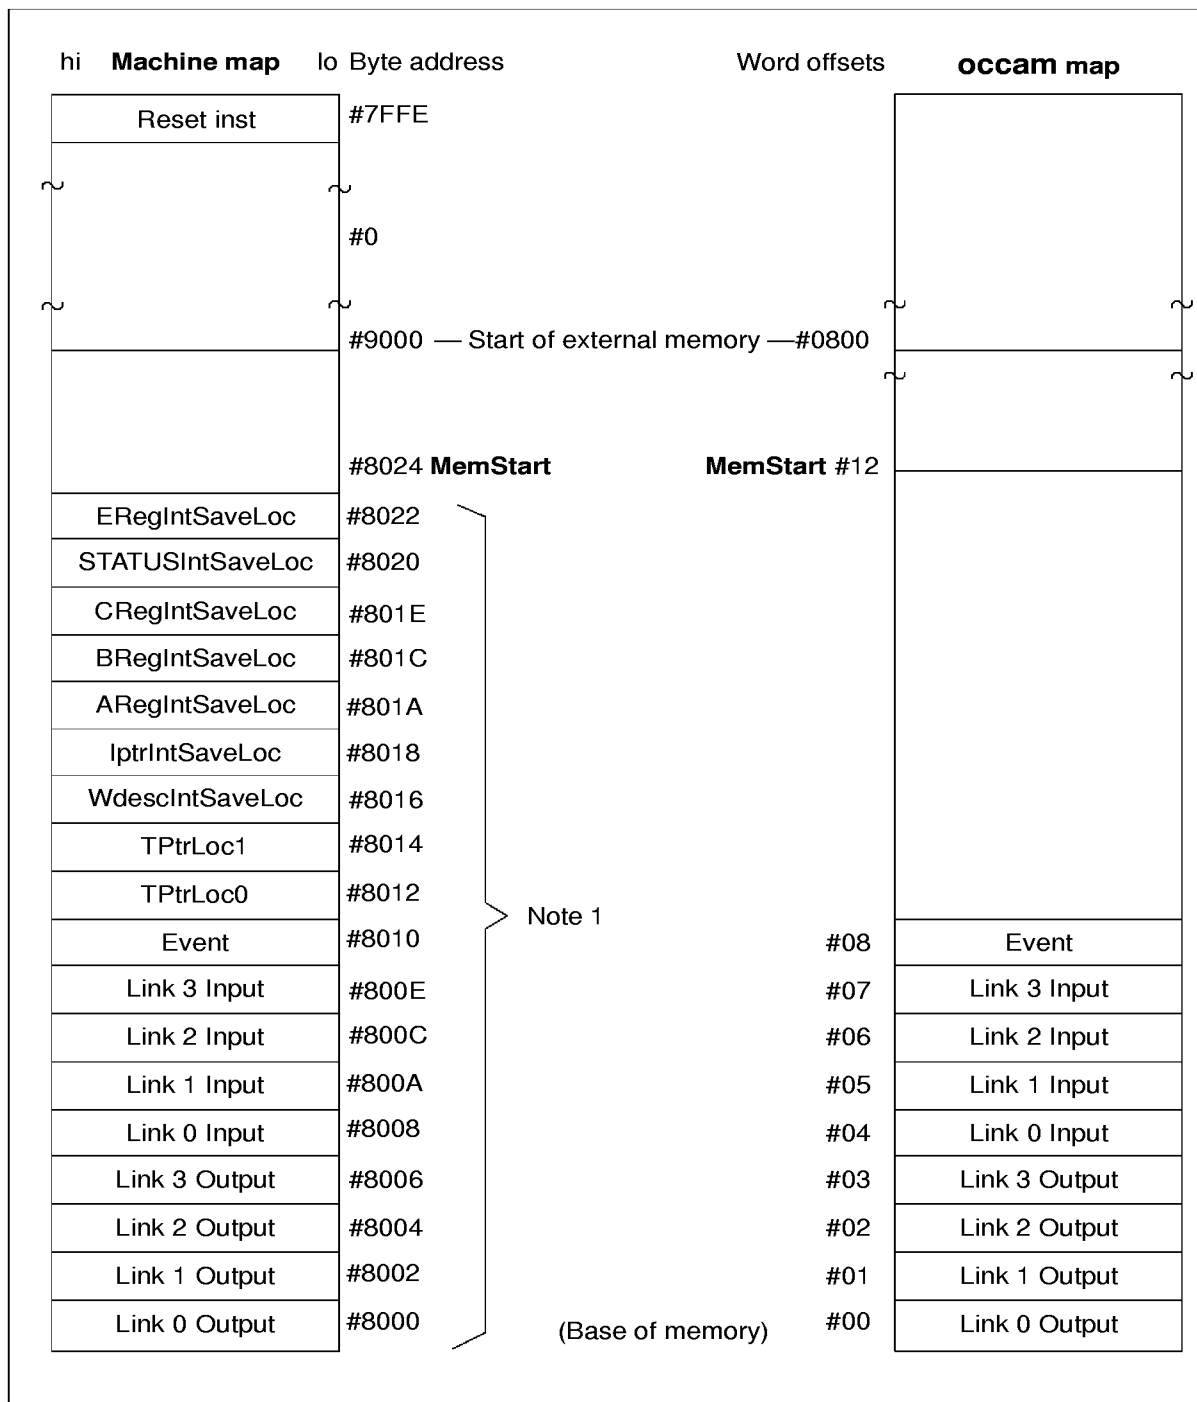 hi Machine map lo Byte address Word offsets occam map
Reset inst #7FFE
#0
#9000 — Start of external memory — #0800
#8024 MemStart MemStart #12
ERegIntSaveLoc #8022
STATUSIntSaveLoc #8020
CRegIntSaveLoc #801E
BRegIntSaveLoc #801C
ARegIntSaveLoc #801A
IptrIntSaveLoc #8018
WdescIntSaveLoc #8016
TPtrLoc1 #8014
TPtrLoc0 #8012
Note 1
Event #8010 #08 Event
Link 3 Input #800E #07 Link 3 Input
Link 2 Input #800C #06 Link 2 Input
Link 1 Input #800A #05 Link 1 Input
Link 0 Input #8008 #04 Link 0 Input
Link 3 Output #8006 #03 Link 3 Output
Link 2 Output #8004 #02 Link 2 Output
Link 1 Output #8002 #01 Link 1 Output
Link 0 Output #8000 (Base of memory) #00 Link 0 Output